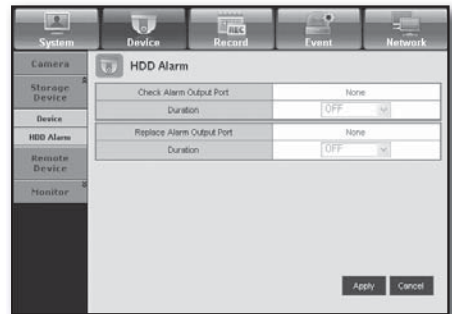 System Device Record Event Network
REC
Camera
Storage Device
Device
HDD Alarm
Remote Device
Monitor
HDD Alarm
Check Alarm Output Port None
Duration OFF
Replace Alarm Output Port None
Duration OFF
Apply Cancel